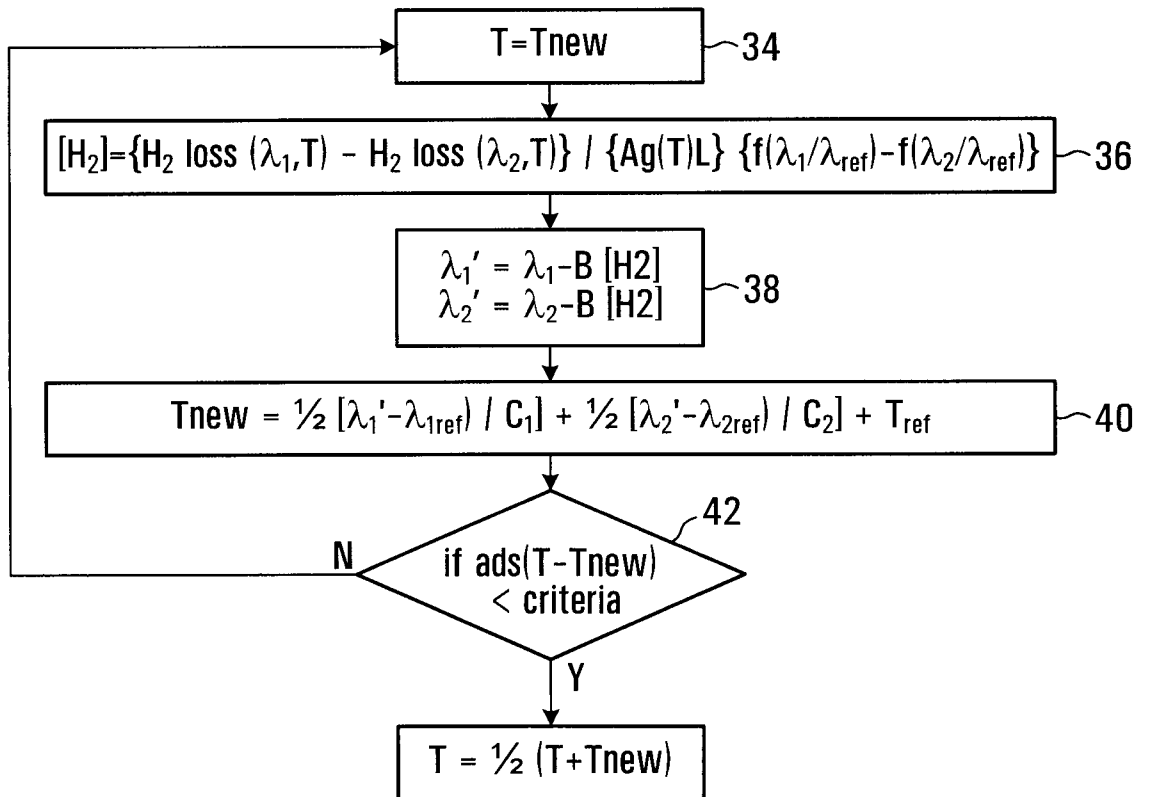 T=Tnew
34
[H₂]={H₂ loss (λ₁,T) – H₂ loss (λ₂,T)} / {Ag(T)L} {f(λ₁/λref)–f(λ₂/λref)}
36
λ₁' = λ₁–B [H2]
λ₂' = λ₂–B [H2]
38
Tnew = ½ [λ₁'–λ1ref) / C₁] + ½ [λ₂'–λ2ref) / C₂] + Tref
40
42
N
if ads(T–Tnew)
< criteria
Y
T = ½ (T+Tnew)